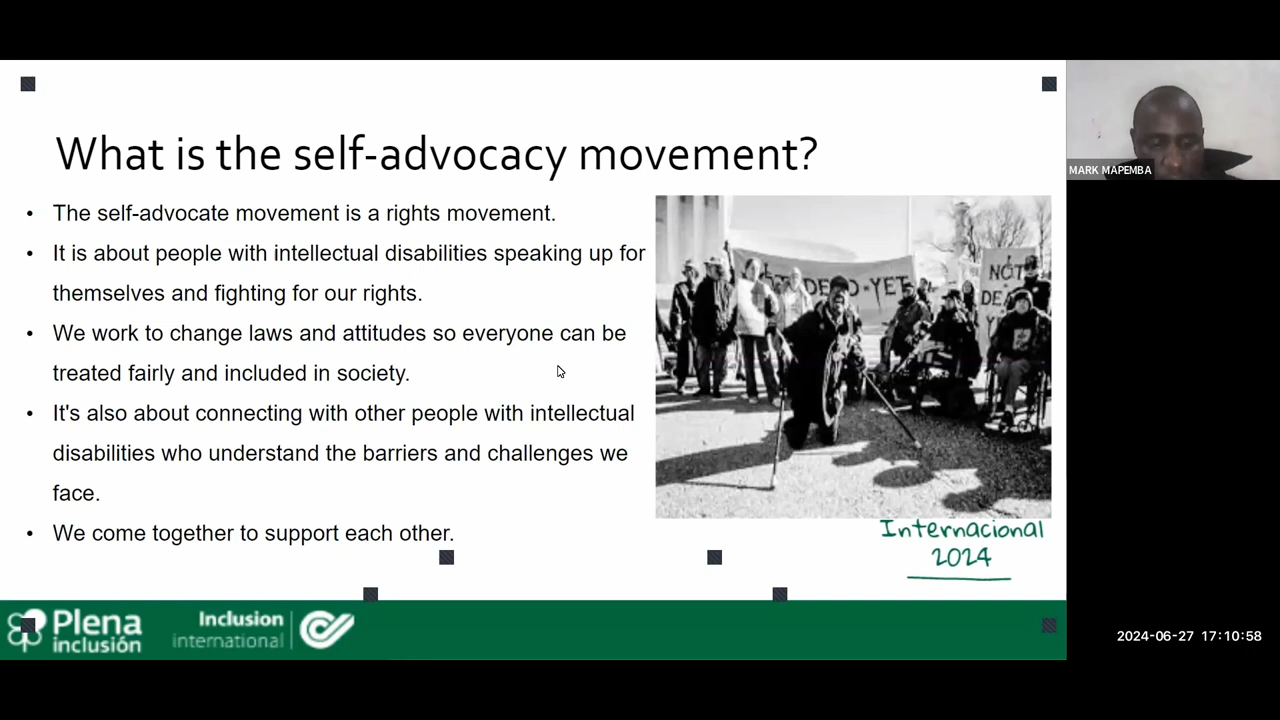 What is the self-advocacy movement?
• The self-advocate movement is a rights movement.
• It is about people with intellectual disabilities speaking up for
themselves and fighting for our rights.
• We work to change laws and attitudes so everyone can be
treated fairly and included in society.
• It's also about connecting with other people with intellectual
disabilities who understand the barriers and challenges we
face.
• We come together to support each other.
DEAD-YET
NOT
Internacional
2024
Plena
inclusión
Inclusion
international
MARK MAPEMBA
2024-06-27 17:10:58